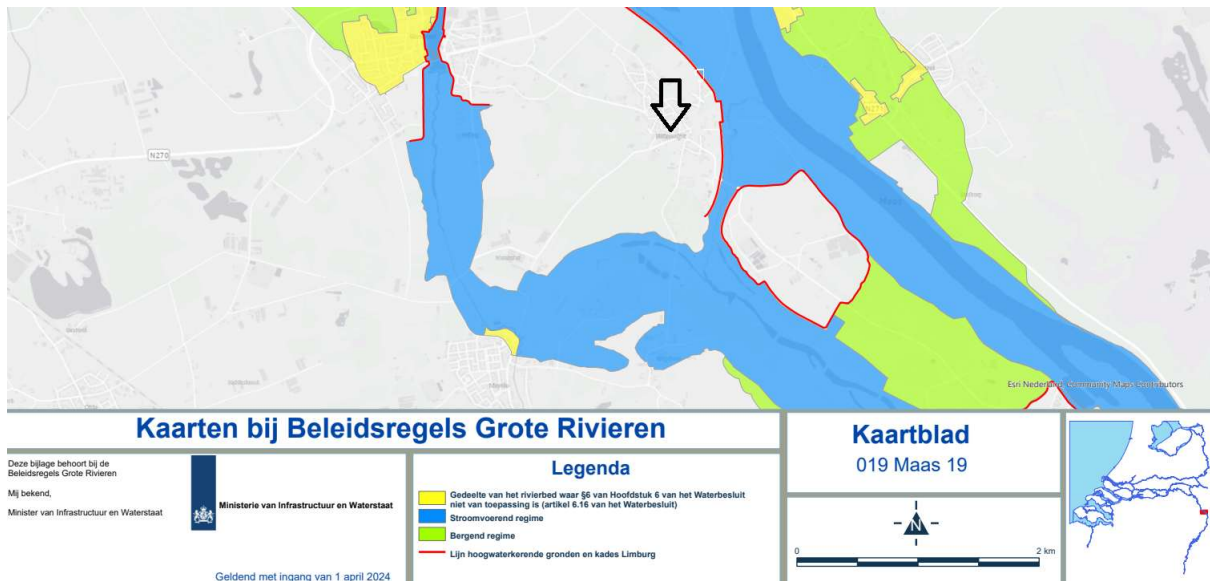 N270
N271
Maas
Esri Nederland, Community Maps Contributors
Kaarten bij Beleidsregels Grote Rivieren
Deze bijlage behoort bij de
Beleidsregels Grote Rivieren
Mij bekend,
Minister van Infrastructuur en Waterstaat
Ministerie van Infrastructuur en Waterstaat
Geldend met ingang van 1 april 2024
Legenda
Gedeelte van het rivierbed waar §6 van Hoofdstuk 6 van het Waterbesluit
niet van toepassing is (artikel 6.16 van het Waterbesluit)
Stroomvoerend regime
Bergend regime
Lijn hoogwaterkerende gronden en kades Limburg
Kaartblad
019 Maas 19
N
0
2 km